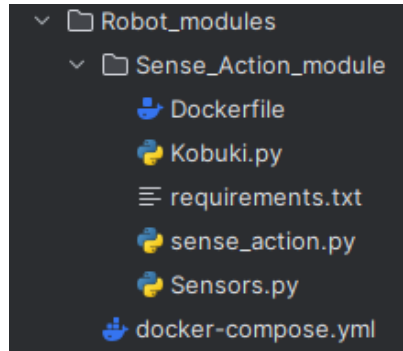 Robot_modules
Sense_Action_module
Dockerfile
Kobuki.py
requirements.txt
sense_action.py
Sensors.py
docker-compose.yml